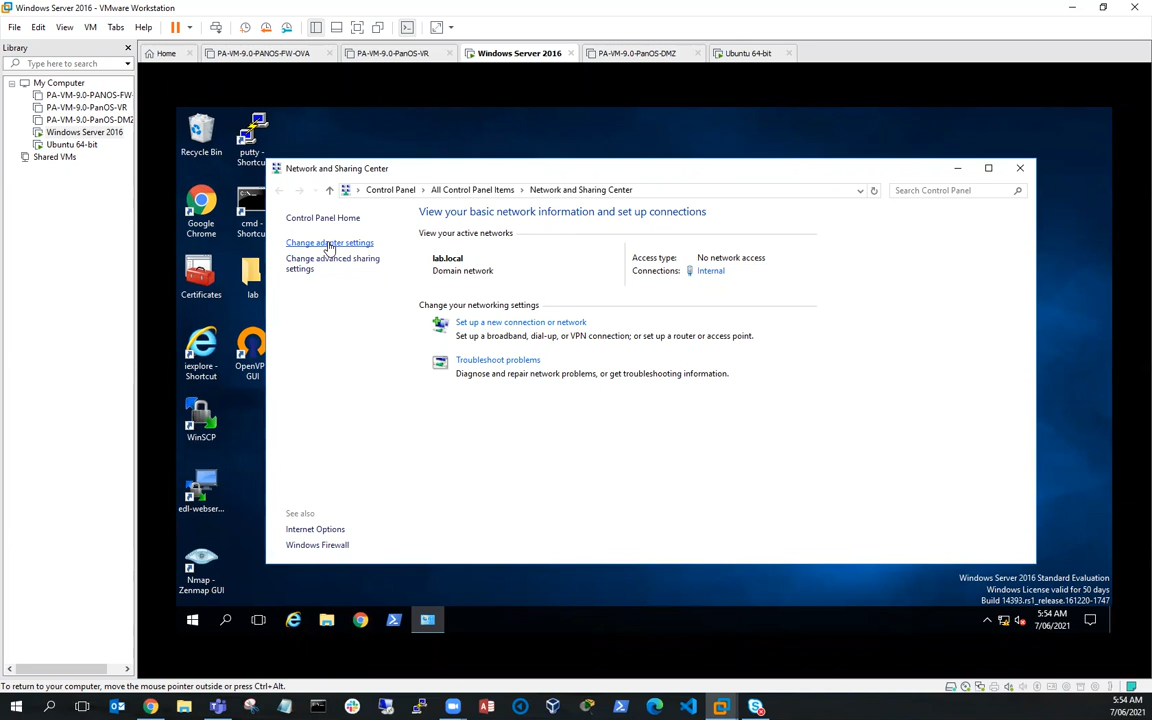 Windows Server 2016 - VMware Workstation
File Edit View VM Tabs Help
Library
Type here to search
My Computer
PA-VM-9.0-PANOS-FW-
PA-VM-9.0-PanOS-VR
PA-VM-9.0-PanOS-DMZ
Windows Server 2016
Ubuntu 64-bit
Shared VMs
Home PA-VM-9.0-PANOS-FW-OVA PA-VM-9.0-PanOS-VR Windows Server 2016 PA-VM-9.0-PanOS-DMZ Ubuntu 64-bit
Recycle Bin
putty - Shortcu
Google Chrome
cmd - Shortcu
Certificates
lab
iexplore - Shortcut
OpenVP GUI
WinSCP
edl-webser...
Nmap - Zenmap GUI
Network and Sharing Center
Control Panel > All Control Panel Items > Network and Sharing Center
Search Control Panel
Control Panel Home
Change adapter settings
Change advanced sharing
settings
View your basic network information and set up connections
View your active networks
lab.local
Domain network
Access type: No network access
Connections: Internal
Change your networking settings
Set up a new connection or network
Set up a broadband, dial-up, or VPN connection; or set up a router or access point.
Troubleshoot problems
Diagnose and repair network problems, or get troubleshooting information.
See also
Internet Options
Windows Firewall
Windows Server 2016 Standard Evaluation
Windows License valid for 50 days
Build 14393.rs1_release.161220-1747
5:54 AM
7/06/2021
To return to your computer, move the mouse pointer outside or press Ctrl+Alt.
5:54 AM
7/06/2021